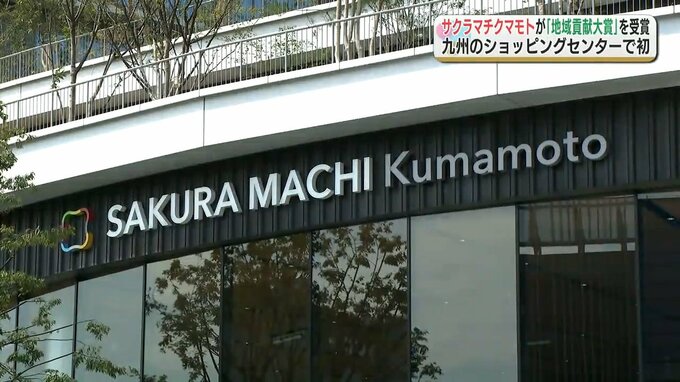 サクラマチクマモトが「地域貢献大賞」を受賞
九州のショッピングセンターで初
SAKURA MACHI Kumamoto